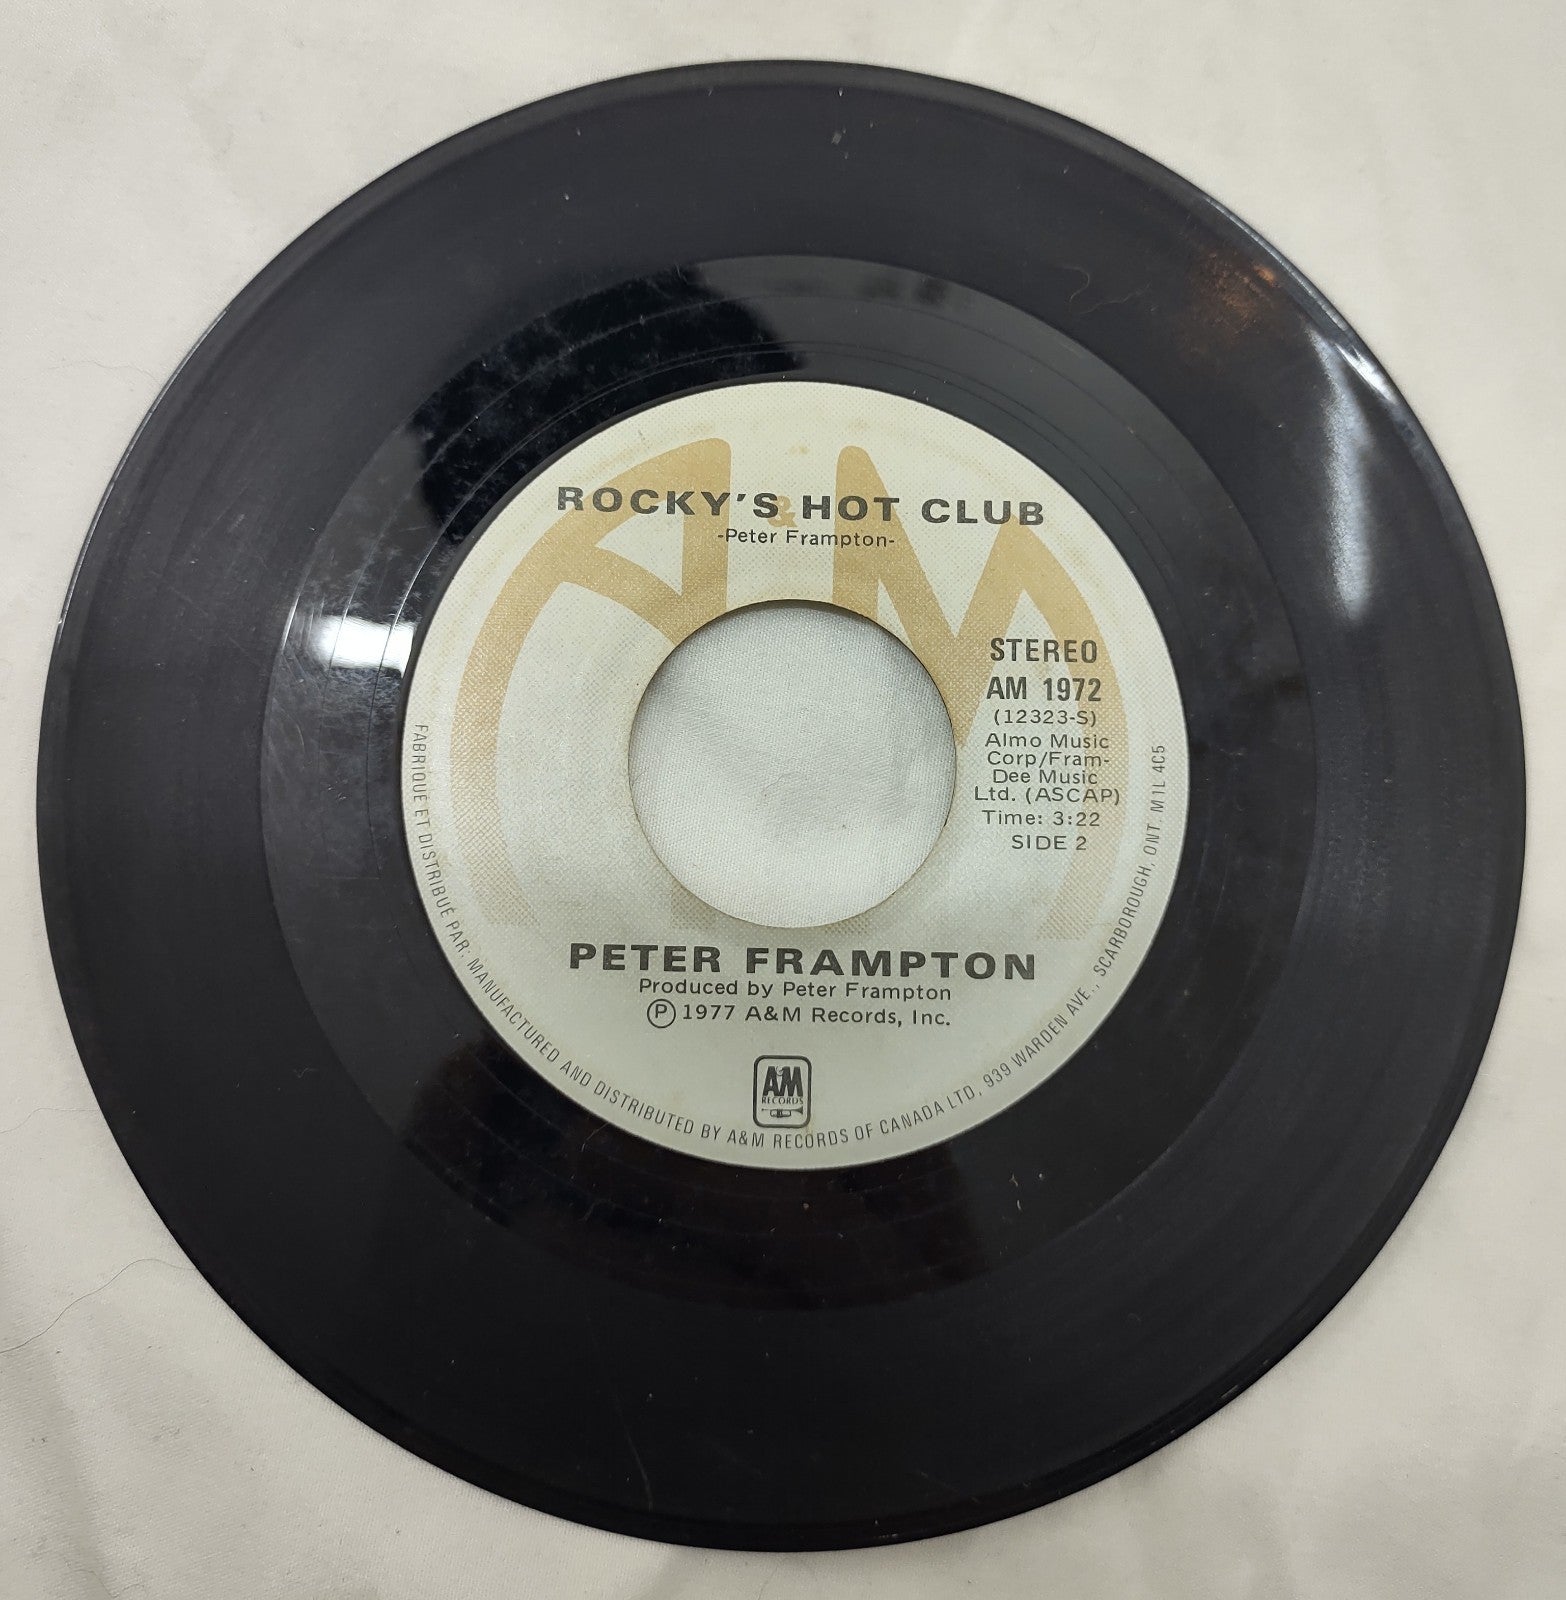 A&M
ROCKY'S HOT CLUB
-Peter Frampton-
STEREO
AM 1972
(12323-S)
Almo Music
Corp/Fram-
Dee Music
Ltd. (ASCAP)
Time: 3:22
SIDE 2
PETER FRAMPTON
Produced by Peter Frampton
Ⓟ 1977 A&M Records, Inc.
A&M
RECORDS
FABRIQUE ET DISTRIBUÉ PAR: MANUFACTURED AND DISTRIBUTED BY A&M RECORDS OF CANADA LTD, 939 WARDEN AVE., SCARBOROUGH, ONT. M1L 4C5